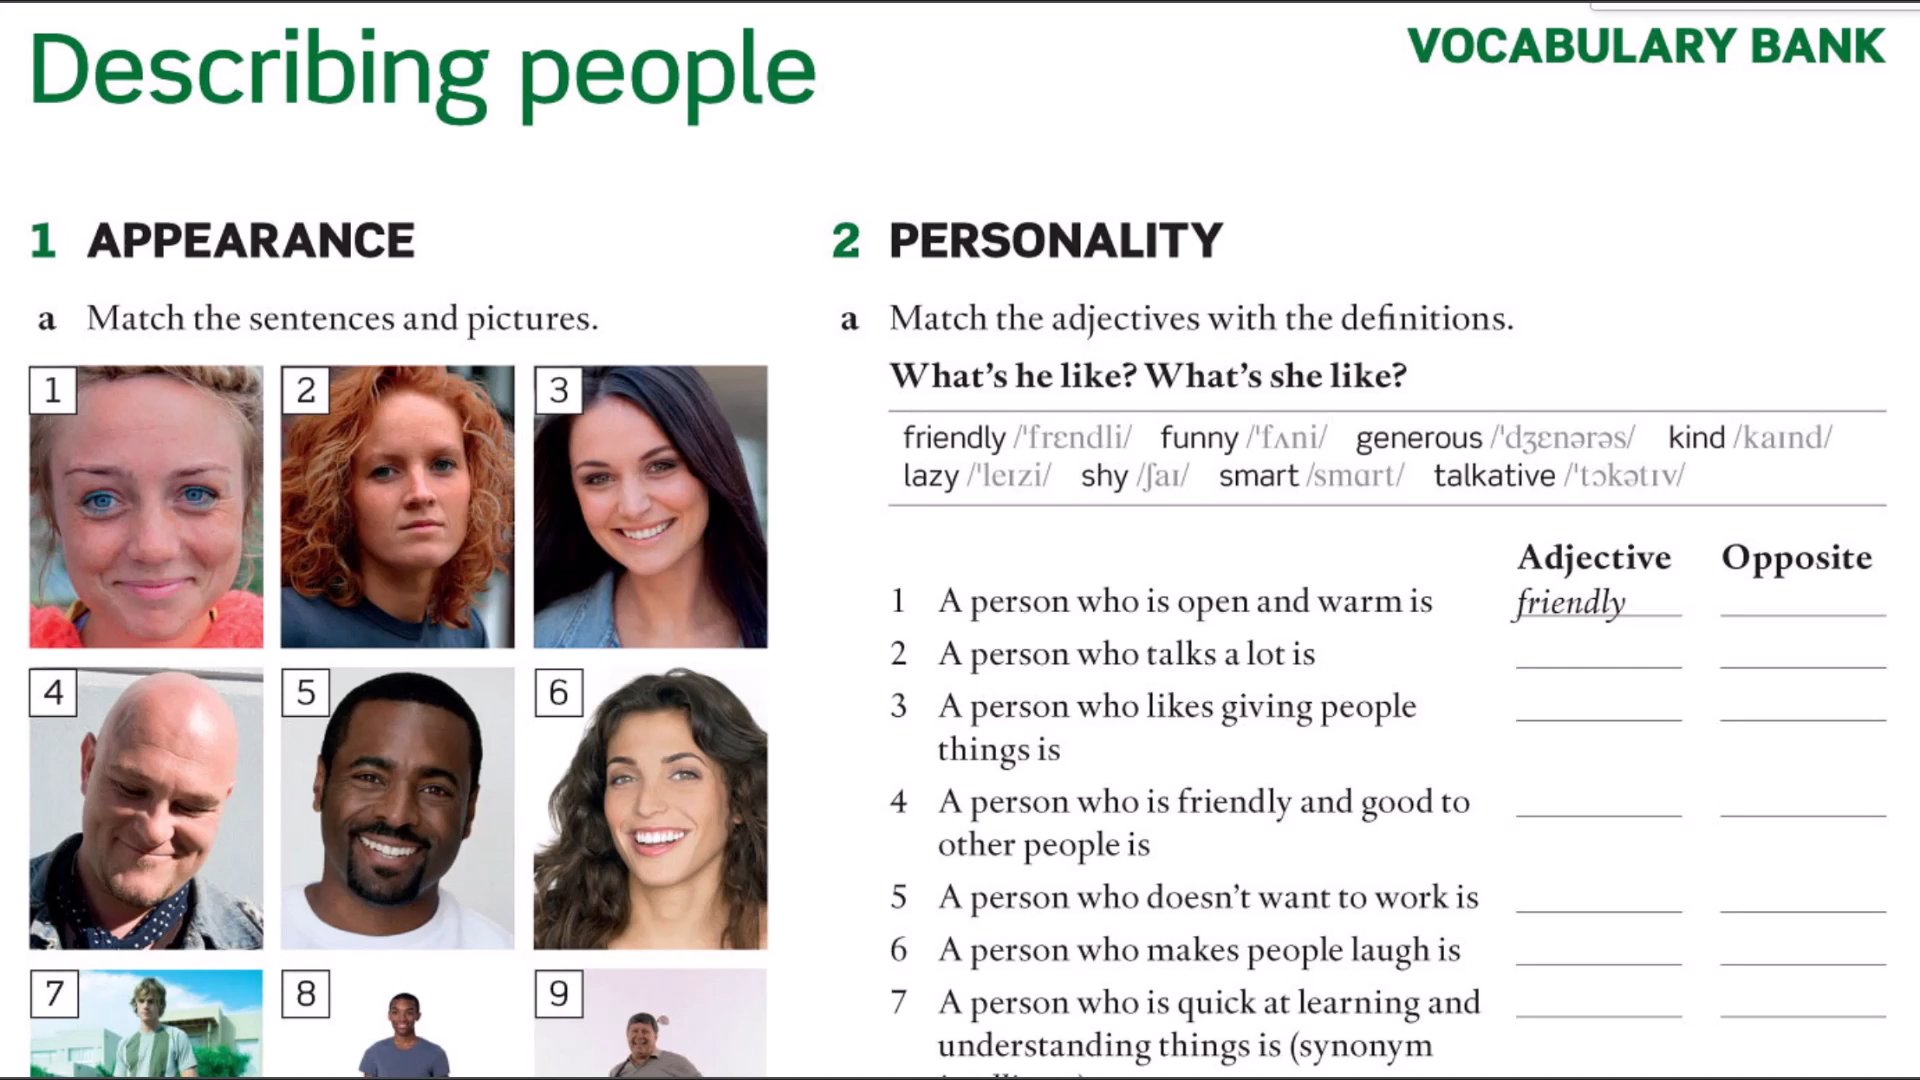 Describing people
VOCABULARY BANK
1 APPEARANCE
a Match the sentences and pictures.
1
2
3
4
5
6
7
8
9
2 PERSONALITY
a Match the adjectives with the definitions.
What's he like? What's she like?
friendly /ˈfrɛndli/ funny /ˈfʌni/ generous /ˈdʒɛnərəs/ kind /kaɪnd/
lazy /ˈleɪzi/ shy /ʃaɪ/ smart /smɑrt/ talkative /ˈtɔkətɪv/
Adjective Opposite
1 A person who is open and warm is friendly
2 A person who talks a lot is
3 A person who likes giving people
things is
4 A person who is friendly and good to
other people is
5 A person who doesn't want to work is
6 A person who makes people laugh is
7 A person who is quick at learning and
understanding things is (synonym